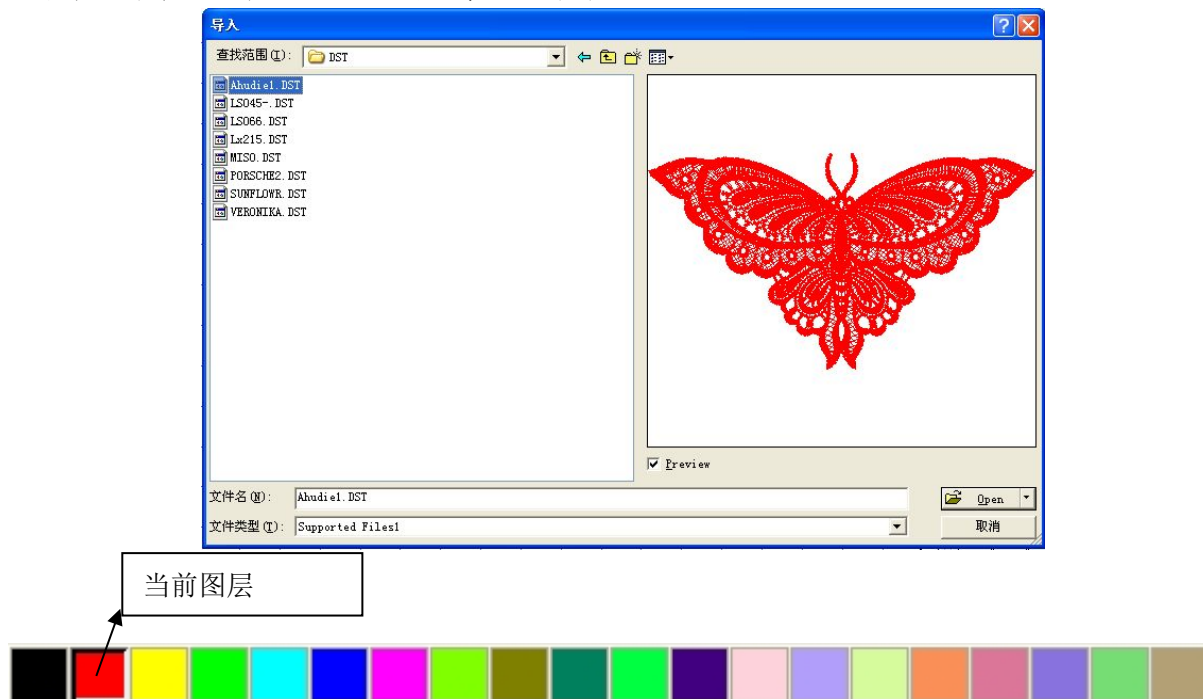 导入
查找范围(I): DST
Ahudie1.DST
LSO45-.DST
LSO66.DST
Lx215.DST
MISO.DST
PORSCHE2.DST
SUNFLOWR.DST
VERONIKA.DST
Preview
文件名(N): Ahudie1.DST
Open
文件类型(T): Supported Files1
取消
当前图层